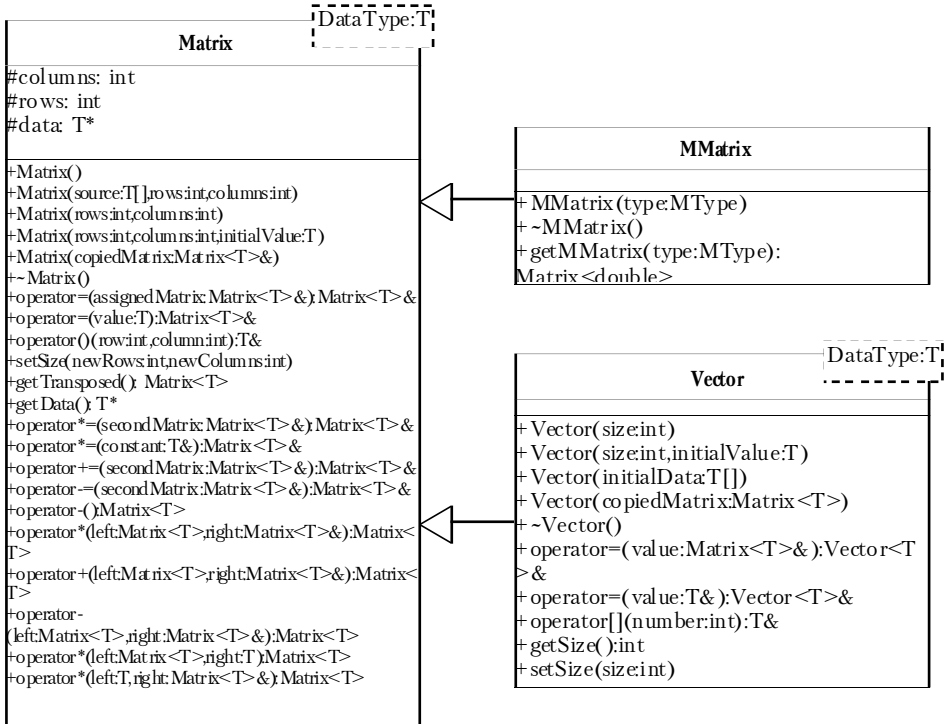 DataType:T
Matrix
#columns: int
#rows: int
#data: T*
+Matrix()
+Matrix(source:T[],rows:int,columns:int)
+Matrix(rows:int,columns:int)
+Matrix(rows:int,columns:int,initialValue:T)
+Matrix(copiedMatrix:Matrix<T>&)
+~Matrix()
+operator=(assignedMatrix:Matrix<T>&):Matrix<T>&
+operator=(value:T):Matrix<T>&
+operator()(row:int,column:int):T&
+setSize(newRows:int,newColumns:int)
+getTransposed(): Matrix<T>
+getData(): T*
+operator*=(secondMatrix:Matrix<T>&):Matrix<T>&
+operator*=(constant:T&):Matrix<T>&
+operator+=(secondMatrix:Matrix<T>&):Matrix<T>&
+operator-=(secondMatrix:Matrix<T>&):Matrix<T>&
+operator-():Matrix<T>
+operator*(left:Matrix<T>,right:Matrix<T>&):Matrix<
T>
+operator+(left:Matrix<T>,right:Matrix<T>&):Matrix<
T>
+operator-
(left:Matrix<T>,right:Matrix<T>&):Matrix<T>
+operator*(left:Matrix<T>,right:T):Matrix<T>
+operator*(left:T,right:Matrix<T>&):Matrix<T>
MMatrix
+MMatrix(type:MType)
+~MMatrix()
+getMMatrix(type:MType):
Matrix<double>
DataType:T
Vector
+Vector(size:int)
+Vector(size:int,initialValue:T)
+Vector(initialData:T[])
+Vector(copiedMatrix:Matrix<T>)
+~Vector()
+operator=(value:Matrix<T>&):Vector<T
>&
+operator=(value:T&):Vector<T>&
+operator[](number:int):T&
+getSize():int
+setSize(size:int)